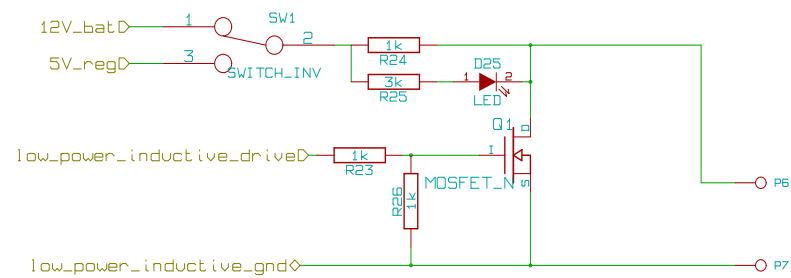 12V_bat 1 SW1
2
1k
R24
5V_reg 3 SWITCH_INV
3k
R25
1 D25 2
LED
Q1 D
low_power_inductive_drive 1k
R23
I
MOSFET_N S
R26 1k
P6
low_power_inductive_gnd P7